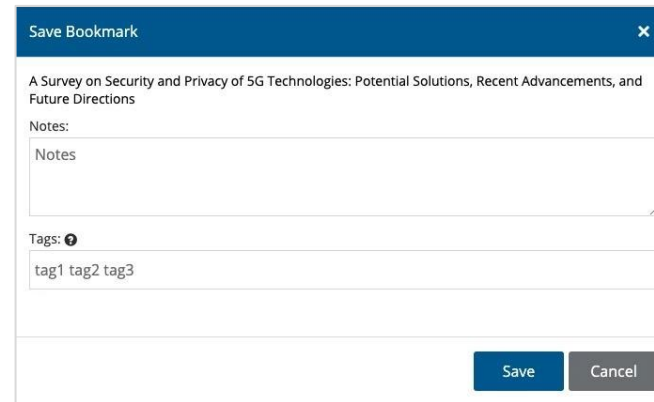 Save Bookmark
A Survey on Security and Privacy of 5G Technologies: Potential Solutions, Recent Advancements, and
Future Directions
Notes:
Notes
Tags:
tag1 tag2 tag3
Save Cancel